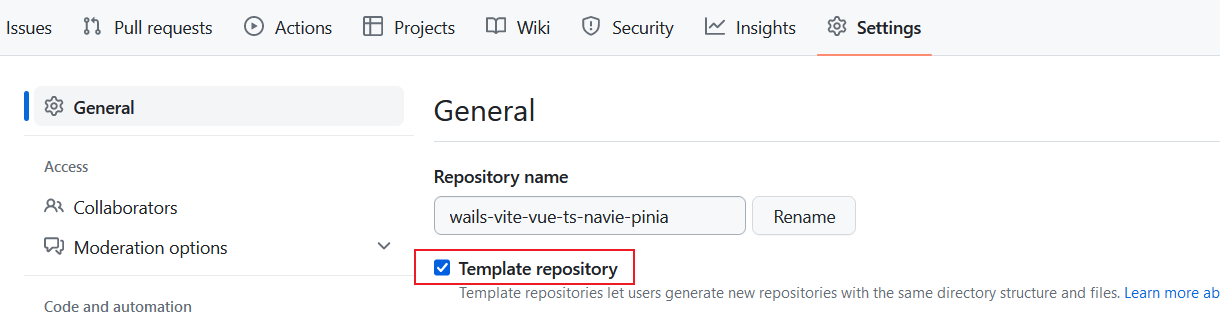 Issues Pull requests Actions Projects Wiki Security Insights Settings
General
Access
Collaborators
Moderation options
Code and automation
General
Repository name
wails-vite-vue-ts-navie-pinia Rename
Template repository
Template repositories let users generate new repositories with the same directory structure and files. Learn more ab